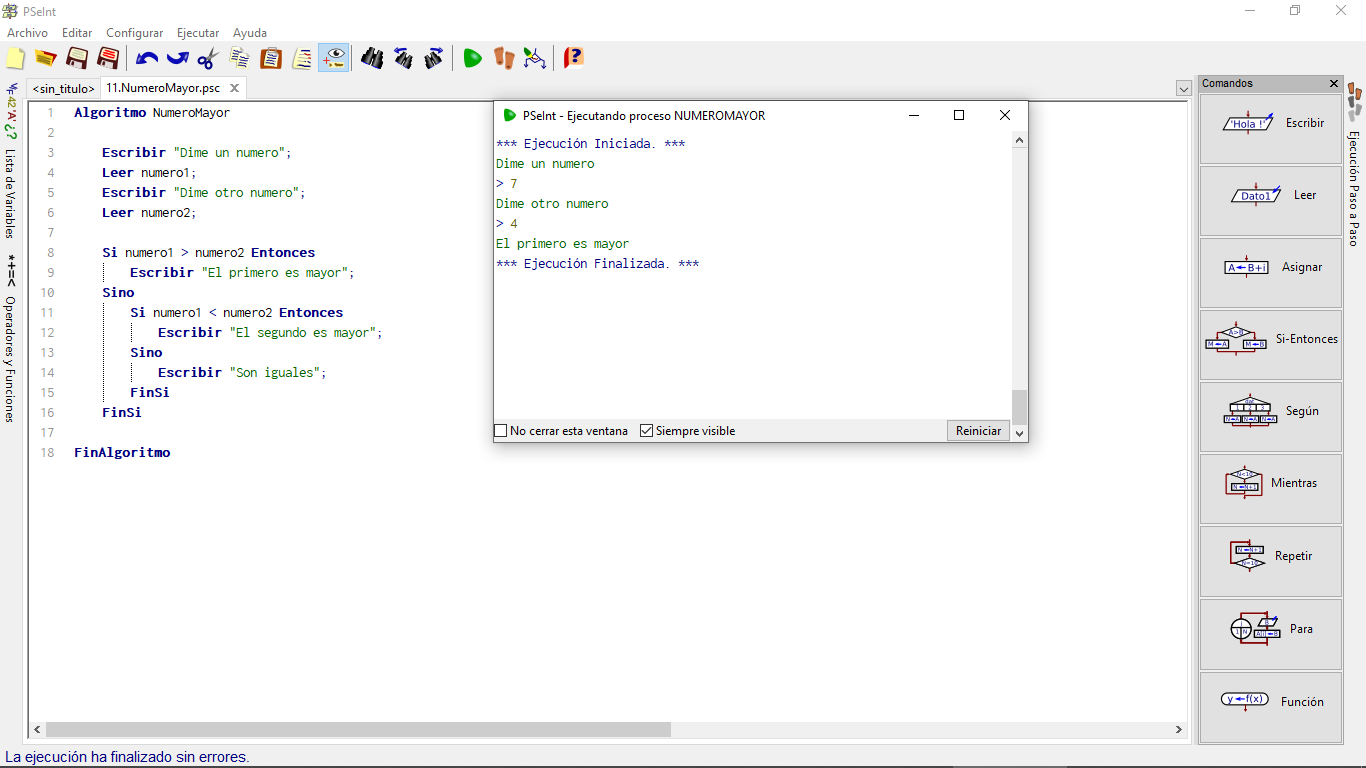 PSeInt
Archivo Editar Configurar Ejecutar Ayuda
<sin_titulo> 11.NumeroMayor.psc
1 Algoritmo NumeroMayor
2
3 Escribir "Dime un numero";
4 Leer numero1;
5 Escribir "Dime otro numero";
6 Leer numero2;
7
8 Si numero1 > numero2 Entonces
9 Escribir "El primero es mayor";
10 Sino
11 Si numero1 < numero2 Entonces
12 Escribir "El segundo es mayor";
13 Sino
14 Escribir "Son iguales";
15 FinSi
16 FinSi
17
18 FinAlgoritmo
PSeInt - Ejecutando proceso NUMEROMAYOR
*** Ejecución Iniciada. ***
Dime un numero
> 7
Dime otro numero
> 4
El primero es mayor
*** Ejecución Finalizada. ***
No cerrar esta ventana Siempre visible Reiniciar
42 'A' ¿? Lista de Variables
*+=< Operadores y Funciones
Comandos
'Hola !' Escribir
Dato1 Leer
A←B+i Asignar
A>B M←A M←B Si-Entonces
Según
Mientras
Repetir
Para
y←f(x) Función
Ejecución Paso a Paso
La ejecución ha finalizado sin errores.